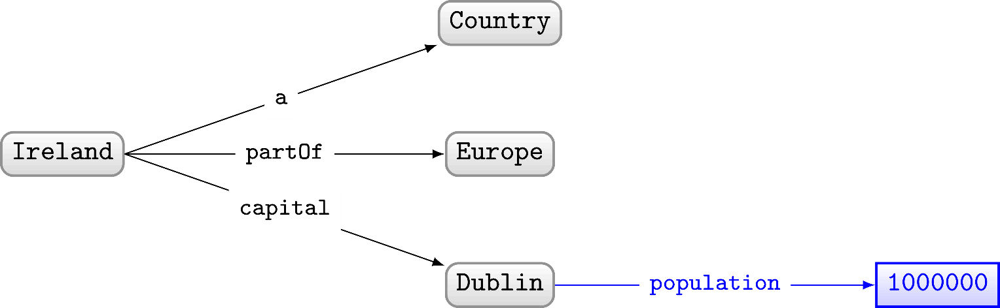 Country
a
Ireland partOf Europe
capital
Dublin population 1000000